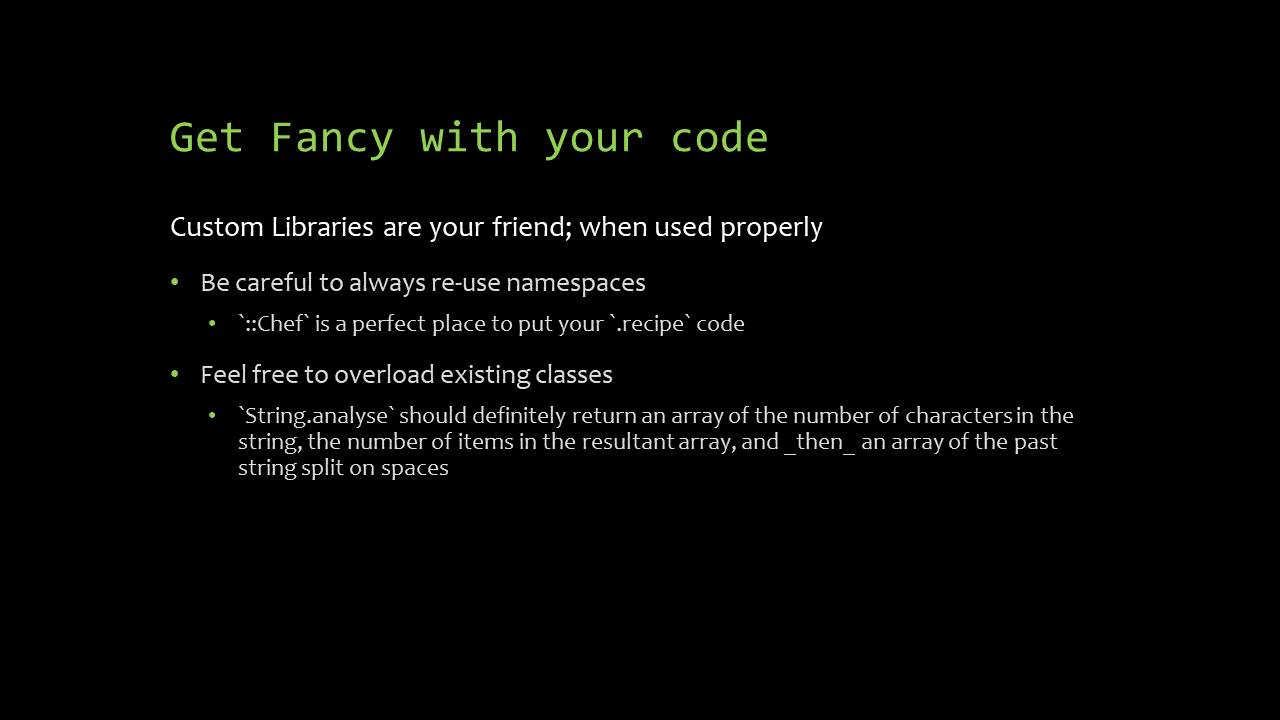 Get Fancy with your code
Custom Libraries are your friend; when used properly
• Be careful to always re-use namespaces
• `::Chef` is a perfect place to put your `.recipe` code
• Feel free to overload existing classes
• `String.analyse` should definitely return an array of the number of characters in the
string, the number of items in the resultant array, and _then_ an array of the past
string split on spaces